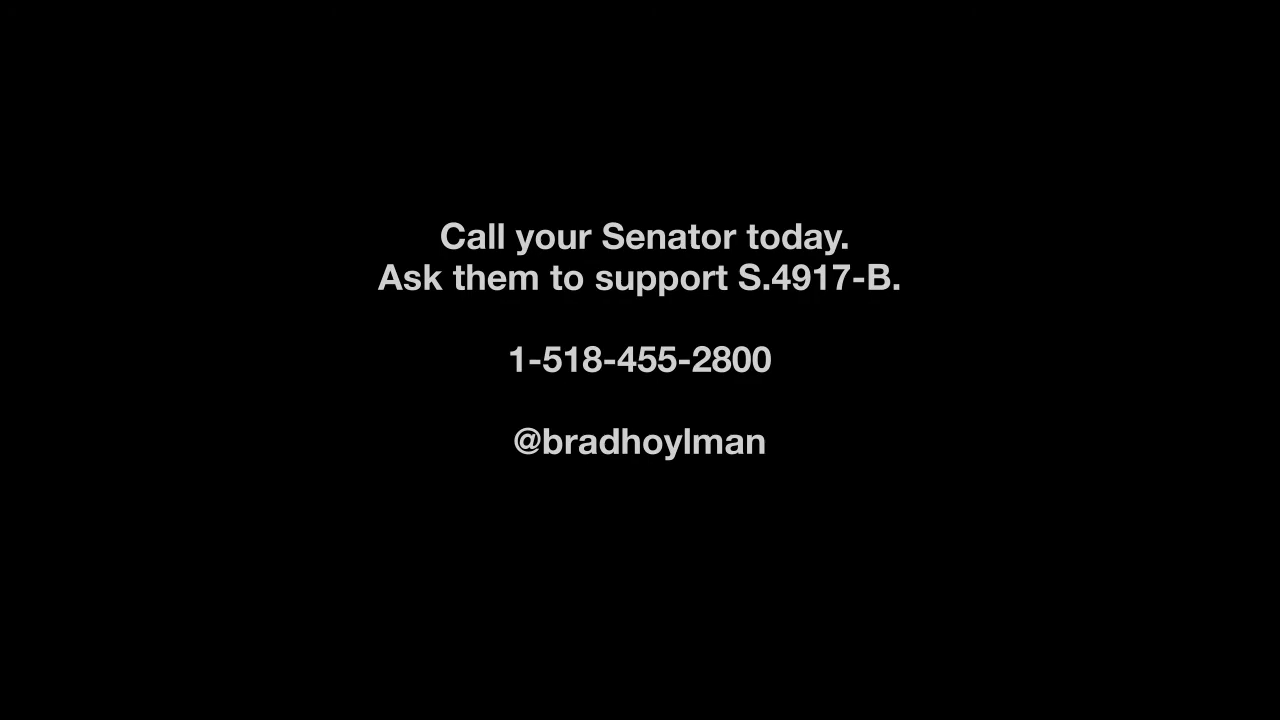 Call your Senator today.
Ask them to support S.4917-B.
1-518-455-2800
@bradhoylman